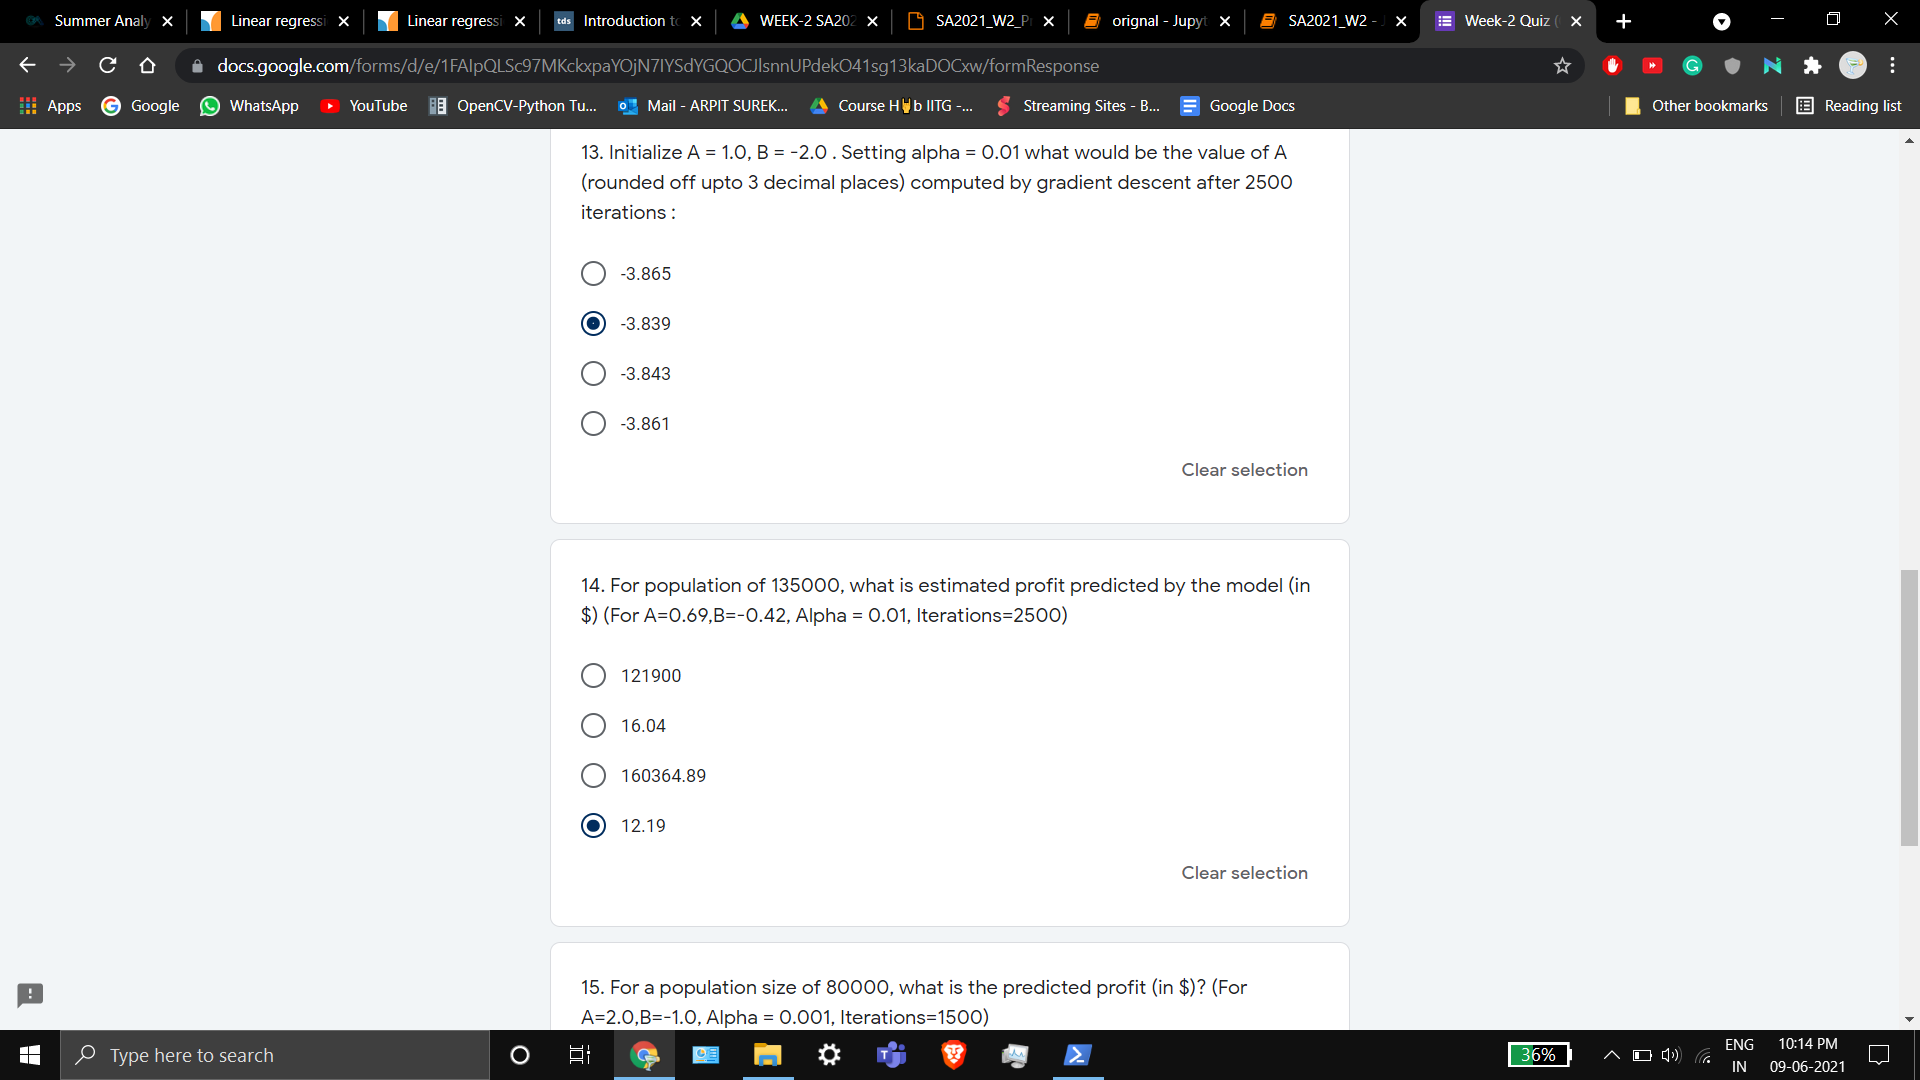 Summer Analy
Linear regressi
Linear regressi
tds Introduction to
WEEK-2 SA202
SA2021_W2_P
orignal - Jupyt
SA2021_W2 - J
Week-2 Quiz (
docs.google.com/forms/d/e/1FAIpQLSc97MKckxpaYOjN7IYSdYGQOCJlsnnUPdekO41sg13kaDOCxw/formResponse
Apps
Google
WhatsApp
YouTube
OpenCV-Python Tu...
Mail - ARPIT SUREK...
Course H b IITG -...
Streaming Sites - B...
Google Docs
Other bookmarks
Reading list
13. Initialize A = 1.0, B = -2.0 . Setting alpha = 0.01 what would be the value of A
(rounded off upto 3 decimal places) computed by gradient descent after 2500
iterations :
-3.865
-3.839
-3.843
-3.861
Clear selection
14. For population of 135000, what is estimated profit predicted by the model (in
$) (For A=0.69,B=-0.42, Alpha = 0.01, Iterations=2500)
121900
16.04
160364.89
12.19
Clear selection
15. For a population size of 80000, what is the predicted profit (in $)? (For
A=2.0,B=-1.0, Alpha = 0.001, Iterations=1500)
Type here to search
36%
ENG
IN
10:14 PM
09-06-2021